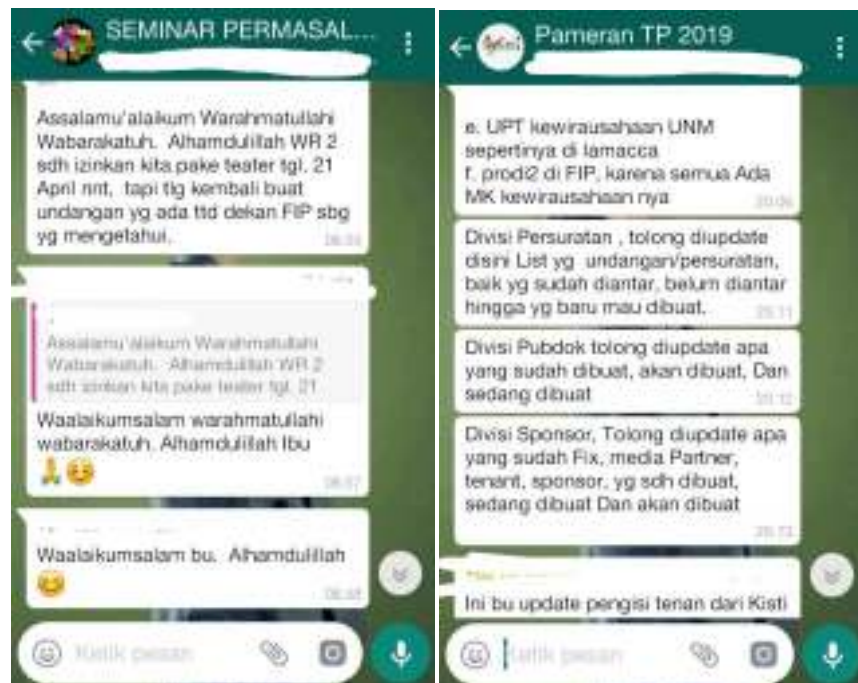 SEMINAR PERMASAL...
Assalamu'alaikum Warahmatullahi
Wabarakatuh. Alhamdulillah WR 2
sdh izinkan kita pake teater tgl. 21
April nnt, tapi tlg kembali buat
undangan yg ada ttd dekan FIP sbg
yg mengetahui.
Assalamu'alaikum Warahmatullahi
Wabarakatuh. Alhamdulillah WR 2
sdh izinkan kita pake teater tgl. 21
Waalaikumsalam warahmatullahi
wabarakatuh. Alhamdulillah Ibu
🙏😊
Waalaikumsalam bu. Alhamdulillah
😊
Ketik pesan
Pameran TP 2019
e. UPT kewirausahaan UNM
sepertinya di lamacca
f. prodi2 di FIP, karena semua Ada
MK kewirausahaan nya
Divisi Persuratan , tolong diupdate
disini List yg undangan/persuratan,
baik yg sudah diantar, belum diantar
hingga yg baru mau dibuat.
20.11
Divisi Pubdok tolong diupdate apa
yang sudah dibuat, akan dibuat, Dan
sedang dibuat
20.12
Divisi Sponsor, Tolong diupdate apa
yang sudah Fix, media Partner,
tenant, sponsor, yg sdh dibuat,
sedang dibuat Dan akan dibuat
20.13
Ini bu update pengisi tenan dari Kisti
Ketik pesan